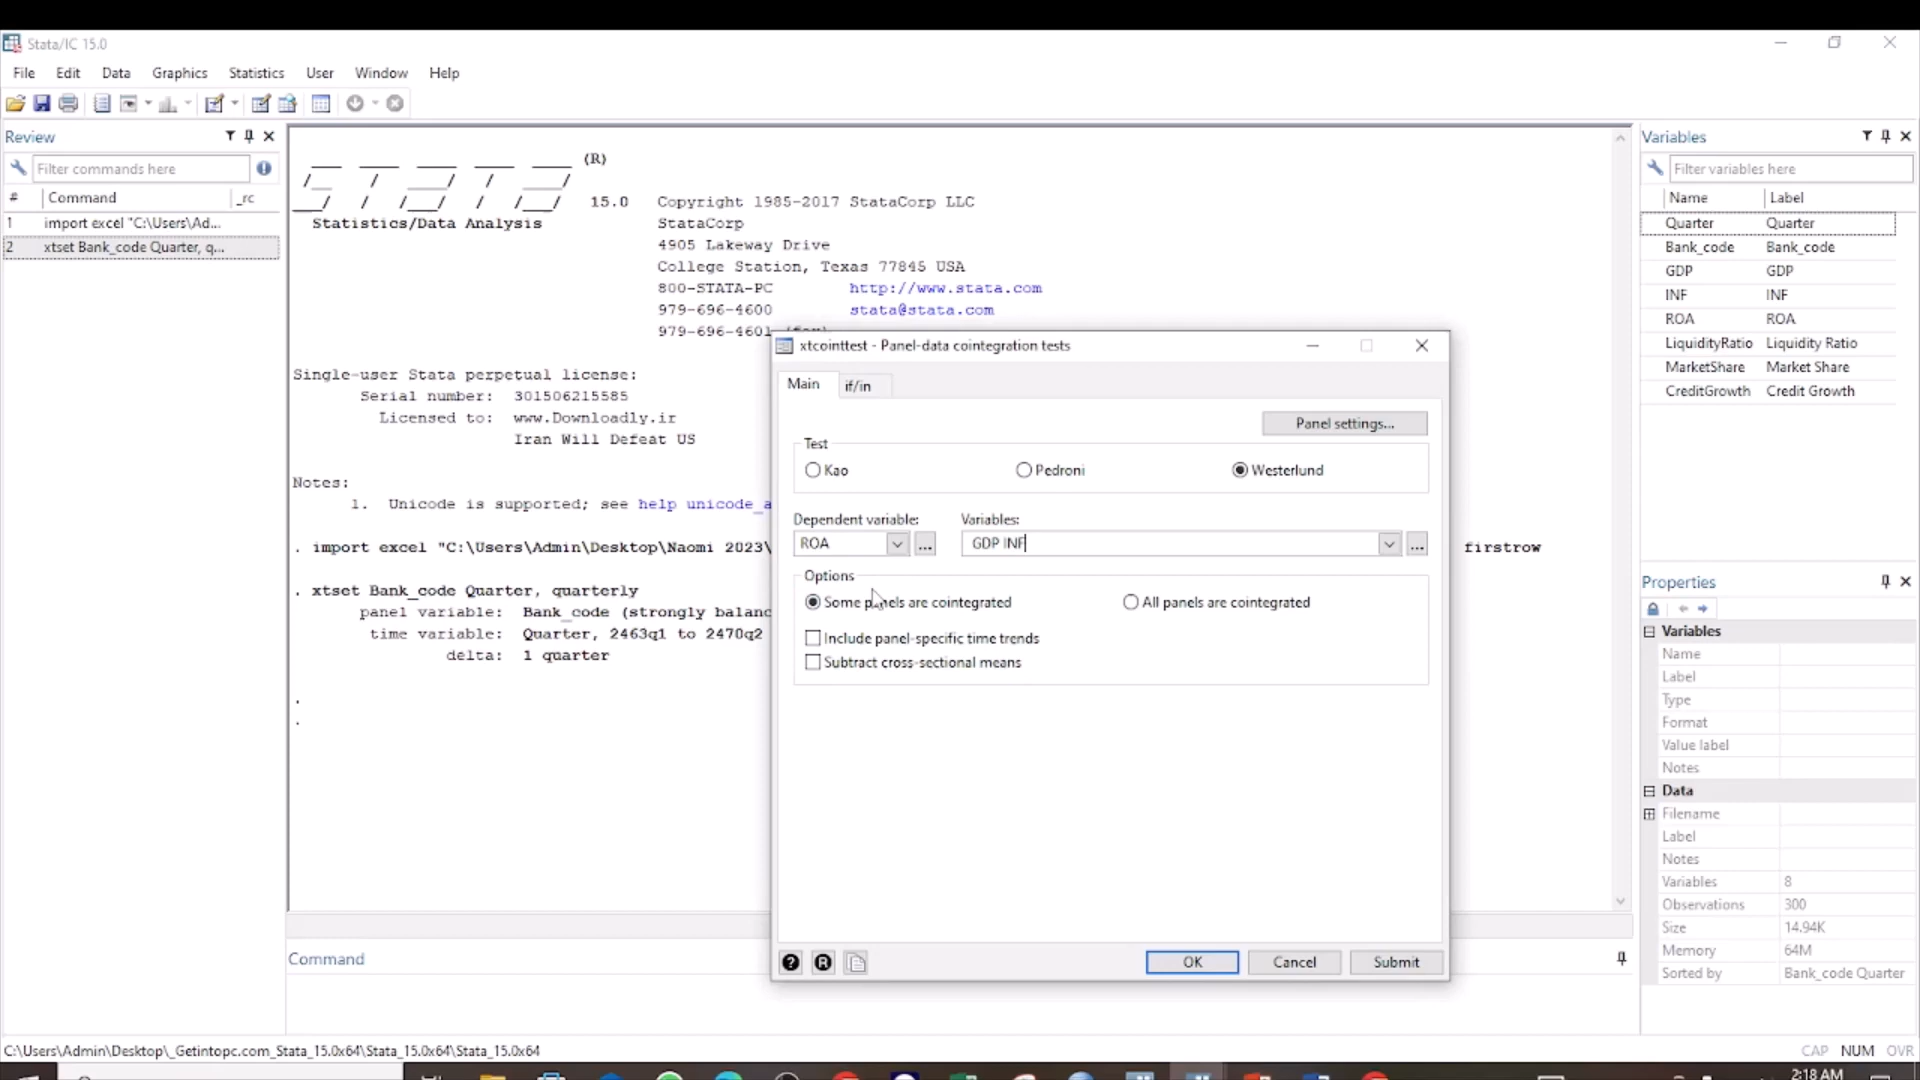 Stata/IC 15.0
File Edit Data Graphics Statistics User Window Help
Review
Filter commands here
# Command _rc
1 import excel "C:\Users\Ad...
2 xtset Bank_code Quarter, q...
(R)
Stata 15.0 Copyright 1985-2017 StataCorp LLC
Statistics/Data Analysis StataCorp
4905 Lakeway Drive
College Station, Texas 77845 USA
800-STATA-PC http://www.stata.com
979-696-4600 stata@stata.com
979-696-4601 (fax)
Single-user Stata perpetual license:
Serial number: 301506215585
Licensed to: www.Downloadly.ir
Iran Will Defeat US
Notes:
1. Unicode is supported; see help unicode_a
. import excel "C:\Users\Admin\Desktop\Naomi 2023\ firstrow
. xtset Bank_code Quarter, quarterly
panel variable: Bank_code (strongly balanc
time variable: Quarter, 2463q1 to 2470q2
delta: 1 quarter
.
.
xtcointtest - Panel-data cointegration tests
Main if/in
Panel settings...
Test
Kao Pedroni Westerlund
Dependent variable: Variables:
ROA ... GDP INF ...
Options
Some panels are cointegrated All panels are cointegrated
Include panel-specific time trends
Subtract cross-sectional means
OK Cancel Submit
Command
Variables
Filter variables here
Name Label
Quarter Quarter
Bank_code Bank_code
GDP GDP
INF INF
ROA ROA
LiquidityRatio Liquidity Ratio
MarketShare Market Share
CreditGrowth Credit Growth
Properties
Variables
Name
Label
Type
Format
Value label
Notes
Data
Filename
Label
Notes
Variables 8
Observations 300
Size 14.94K
Memory 64M
Sorted by Bank_code Quarter
C:\Users\Admin\Desktop\_Getintopc.com_Stata_15.0x64\Stata_15.0x64\Stata_15.0x64
CAP NUM OVR
2:18 AM